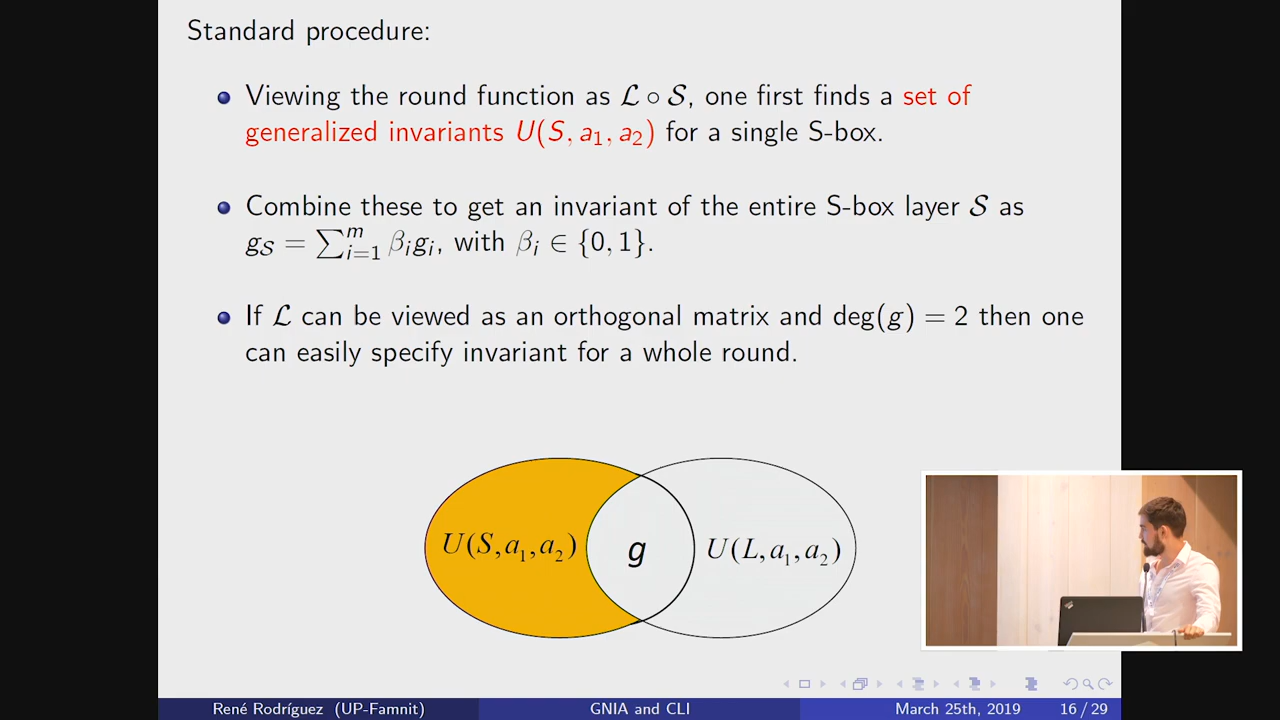 Standard procedure:
Viewing the round function as ℒ ∘ 𝒮, one first finds a set of
generalized invariants U(S, a₁, a₂) for a single S-box.
Combine these to get an invariant of the entire S-box layer 𝒮 as
g_𝒮 = ∑ᵐᵢ₌₁ βᵢgᵢ, with βᵢ ∈ {0, 1}.
If ℒ can be viewed as an orthogonal matrix and deg(g) = 2 then one
can easily specify invariant for a whole round.
U(S,a₁,a₂) g U(L,a₁,a₂)
René Rodríguez (UP-Famnit) GNIA and CLI March 25th, 2019 16 / 29